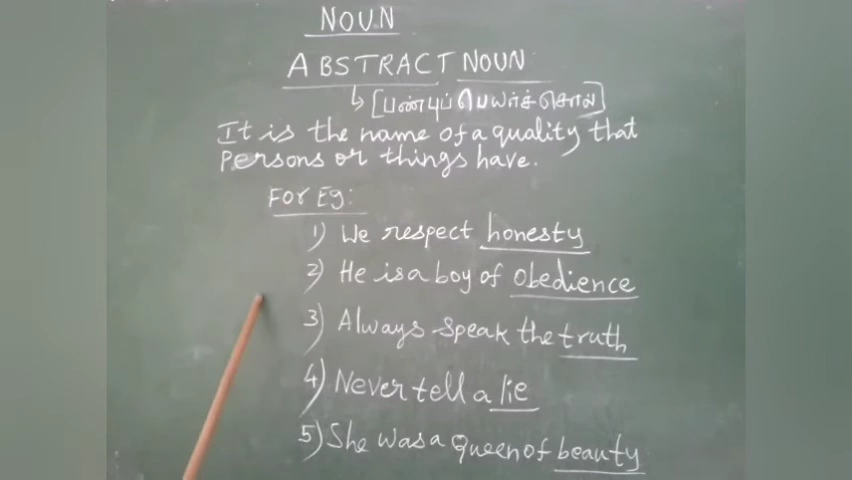 NOUN
ABSTRACT NOUN
↳ [பண்புப் பெயர்ச்சொல்]
It is the name of a quality that
persons or things have.
For Eg:
1) We respect honesty
2) He is a boy of obedience
3) Always speak the truth
4) Never tell a lie
5) She was a queen of beauty